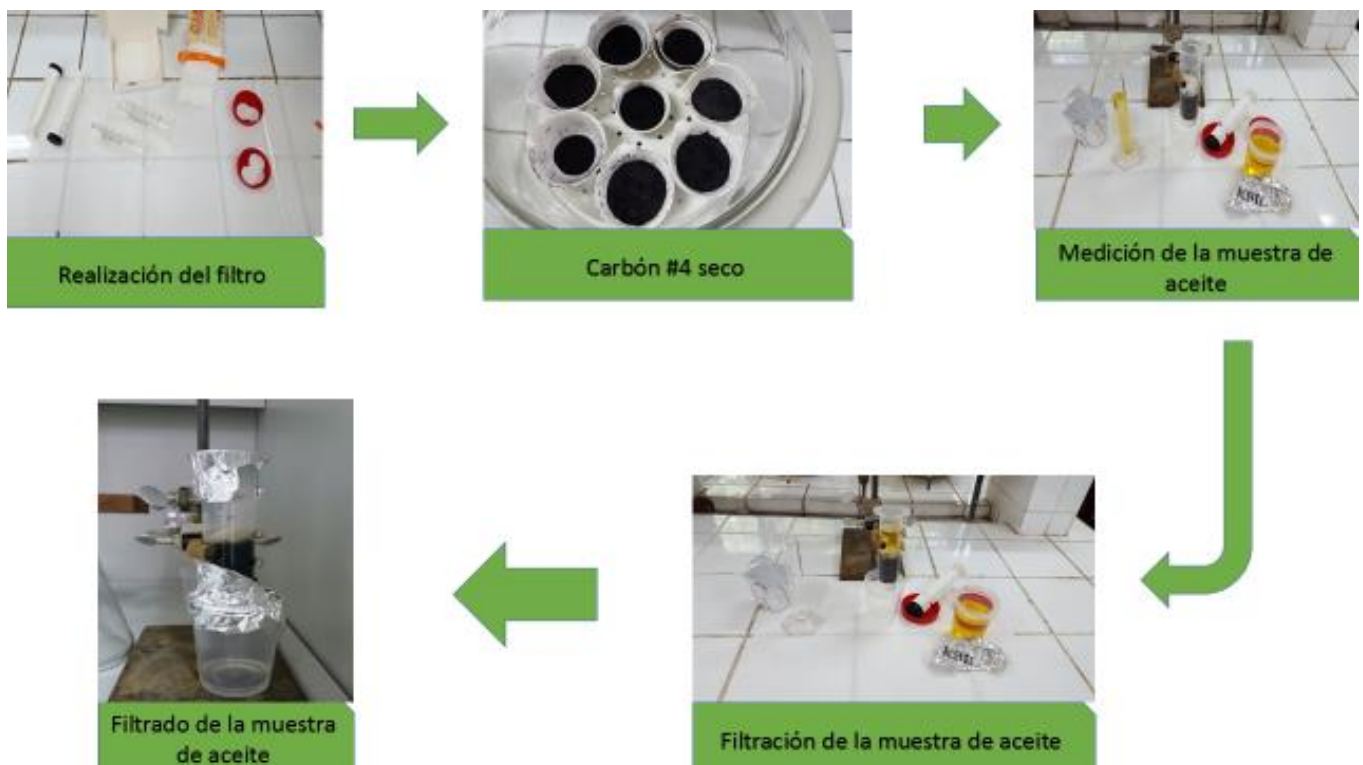 Realización del filtro
Carbón #4 seco
Medición de la muestra de
aceite
Filtración de la muestra de aceite
Filtrado de la muestra
de aceite